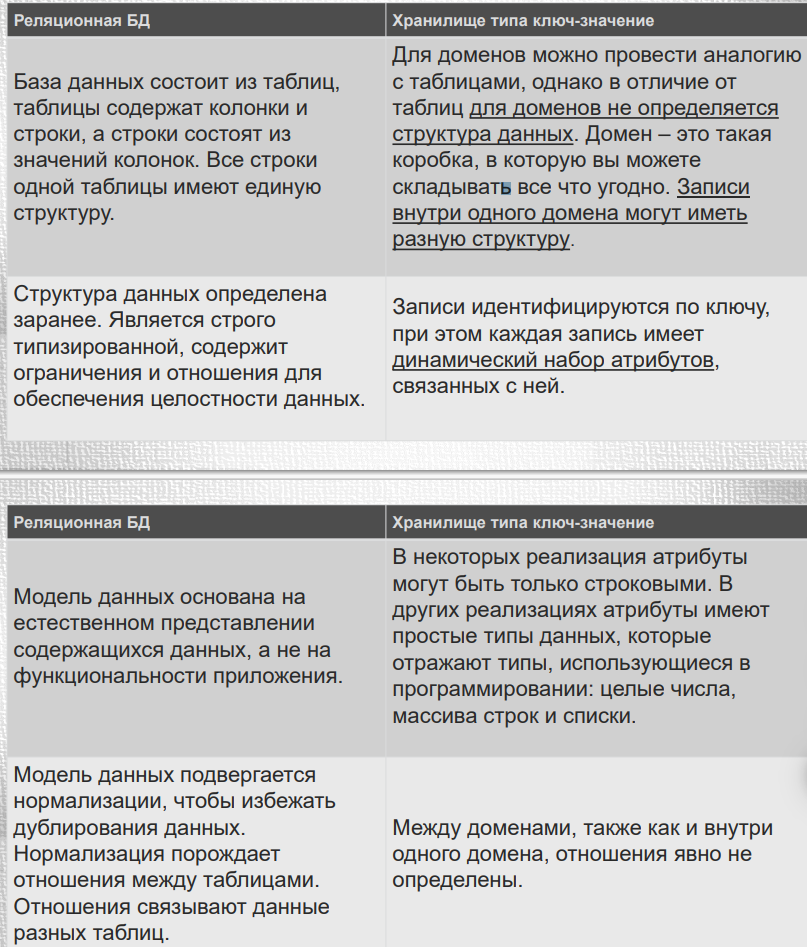 Реляционная БД
Хранилище типа ключ-значение
База данных состоит из таблиц,
таблицы содержат колонки и
строки, а строки состоят из
значений колонок. Все строки
одной таблицы имеют единую
структуру.
Для доменов можно провести аналогию
с таблицами, однако в отличие от
таблиц для доменов не определяется
структура данных. Домен – это такая
коробка, в которую вы можете
складывать все что угодно. Записи
внутри одного домена могут иметь
разную структуру.
Структура данных определена
заранее. Является строго
типизированной, содержит
ограничения и отношения для
обеспечения целостности данных.
Записи идентифицируются по ключу,
при этом каждая запись имеет
динамический набор атрибутов,
связанных с ней.
Реляционная БД
Хранилище типа ключ-значение
Модель данных основана на
естественном представлении
содержащихся данных, а не на
функциональности приложения.
В некоторых реализация атрибуты
могут быть только строковыми. В
других реализациях атрибуты имеют
простые типы данных, которые
отражают типы, использующиеся в
программировании: целые числа,
массива строк и списки.
Модель данных подвергается
нормализации, чтобы избежать
дублирования данных.
Нормализация порождает
отношения между таблицами.
Отношения связывают данные
разных таблиц.
Между доменами, также как и внутри
одного домена, отношения явно не
определены.